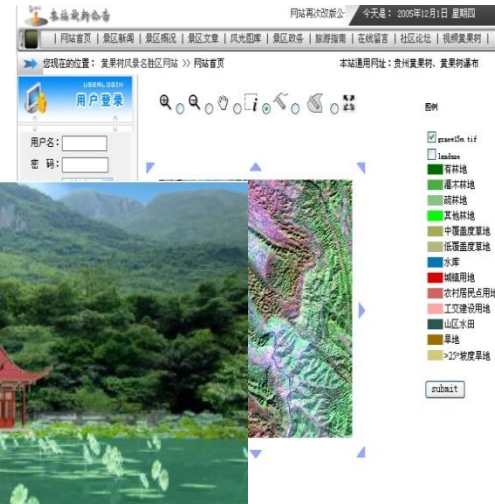 本站最新公告
网站再次改版公
今天是： 2005年12月1日 星期四
| 网站首页 | 景区新闻 | 景区概况 | 景区文章 | 风光图库 | 景区政务 | 旅游指南 | 在线留言 | 社区论坛 | 视频黄果树 |
您现在的位置： 黄果树风景名胜区网站 >> 网站首页
本站通用网址：贵州黄果树、黄果瀑布
USERLOGIN
用户登录
用户名：
密 码：
图例
landuse
有林地
灌木林地
疏林地
其他林地
中覆盖度草地
低覆盖度草地
水库
城镇用地
农村居民点用地
工交建设用地
山区水田
旱地
>25°坡度旱地
submit